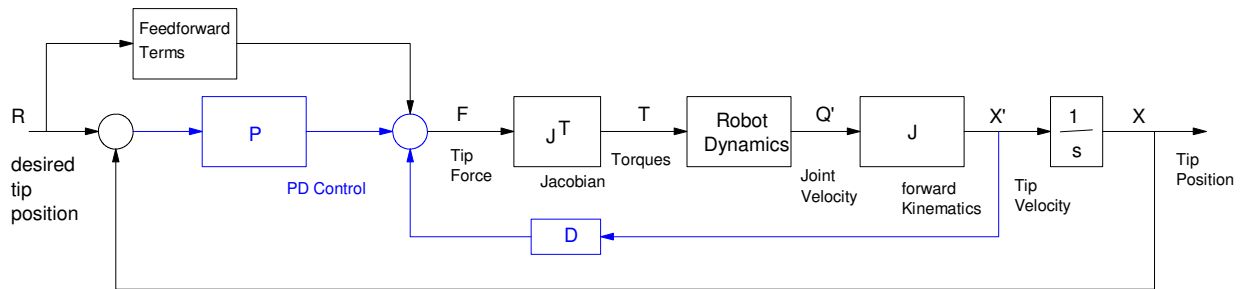 Feedforward
Terms
R
desired
tip
position
P
PD Control
F
Tip
Force
J^T
Jacobian
T
Torques
Robot
Dynamics
Q'
Joint
Velocity
J
forward
Kinematics
X'
Tip
Velocity
1
s
X
Tip
Position
D